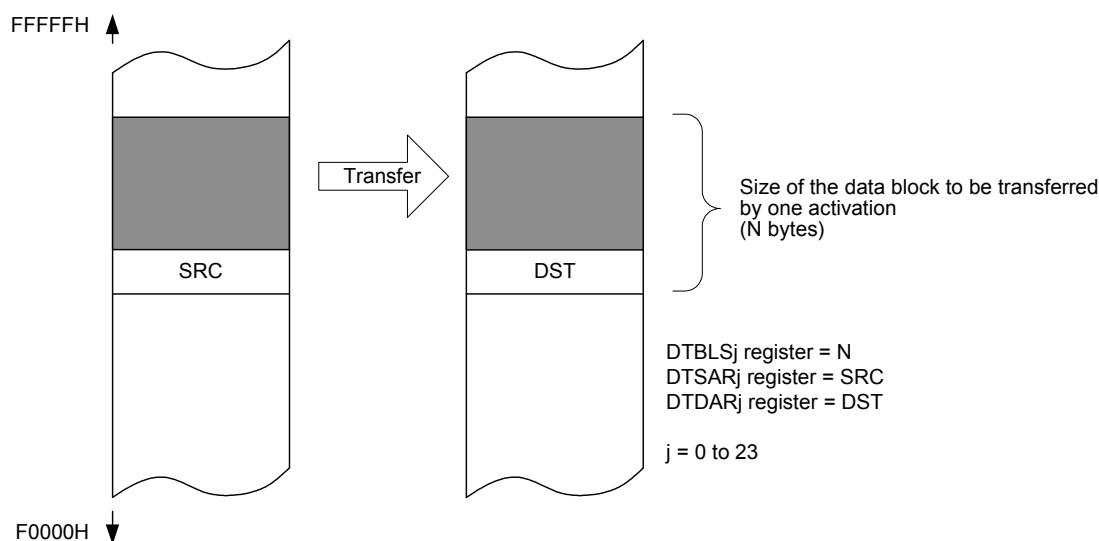 FFFFFH
Transfer
Size of the data block to be transferred
by one activation
(N bytes)
SRC
DST
DTBLSj register = N
DTSARj register = SRC
DTDARj register = DST
j = 0 to 23
F0000H